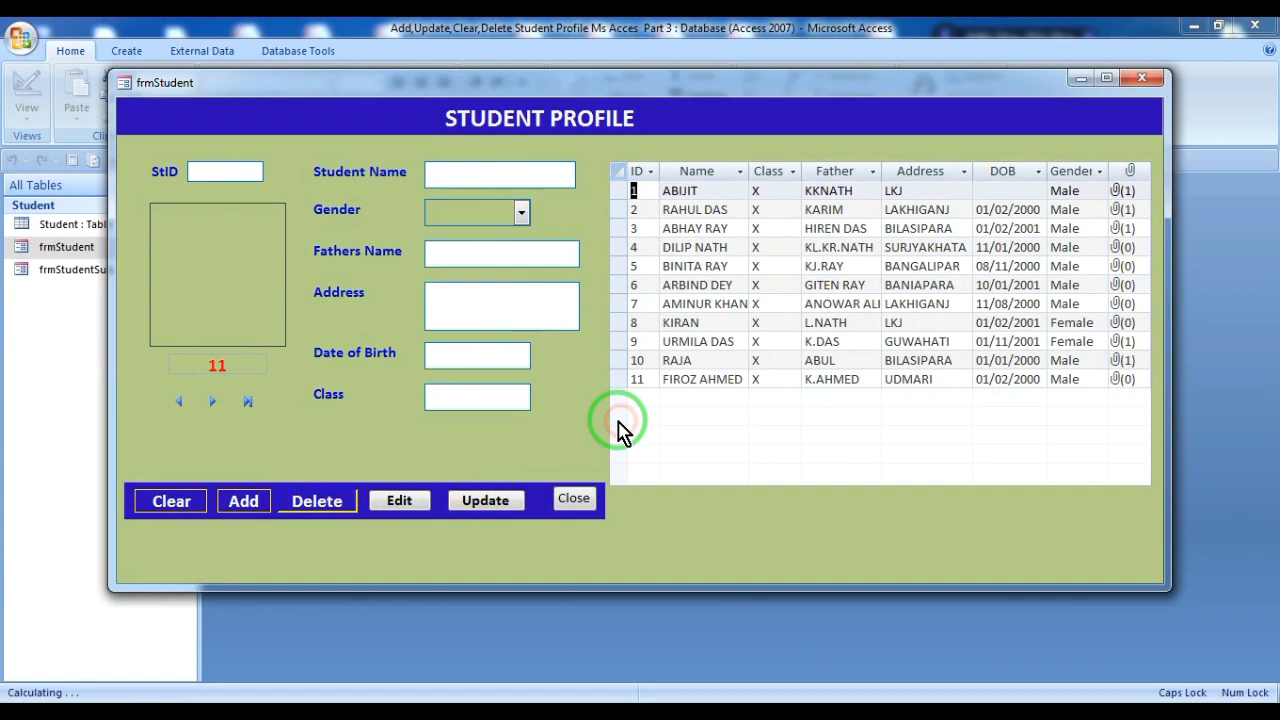 Add,Update,Clear,Delete Student Profile Ms Acces Part 3 : Database (Access 2007) - Microsoft Access
Home Create External Data Database Tools
View Paste
Views Cli
frmStudent
STUDENT PROFILE
All Tables
Student
Student : Tabl
frmStudent
frmStudentSu
StID
Student Name
Gender
Fathers Name
Address
Date of Birth
Class
11
Clear Add Delete Edit Update Close
ID Name Class Father Address DOB Gender
1 ABIJIT X KKNATH LKJ Male (1)
2 RAHUL DAS X KARIM LAKHIGANJ 01/02/2000 Male (1)
3 ABHAY RAY X HIREN DAS BILASIPARA 01/02/2001 Male (1)
4 DILIP NATH X KL.KR.NATH SURJYAKHATA 11/01/2000 Male (0)
5 BINITA RAY X KJ.RAY BANGALIPAR 08/11/2000 Male (0)
6 ARBIND DEY X GITEN RAY BANIAPARA 10/01/2001 Male (0)
7 AMINUR KHAN X ANOWAR ALI LAKHIGANJ 11/08/2000 Male (0)
8 KIRAN X L.NATH LKJ 01/02/2001 Female (0)
9 URMILA DAS X K.DAS GUWAHATI 01/11/2001 Female (1)
10 RAJA X ABUL BILASPARA 01/01/2000 Male (1)
11 FIROZ AHMED X K.AHMED UDMARI 01/02/2000 Male (0)
Calculating . . .
Caps Lock Num Lock